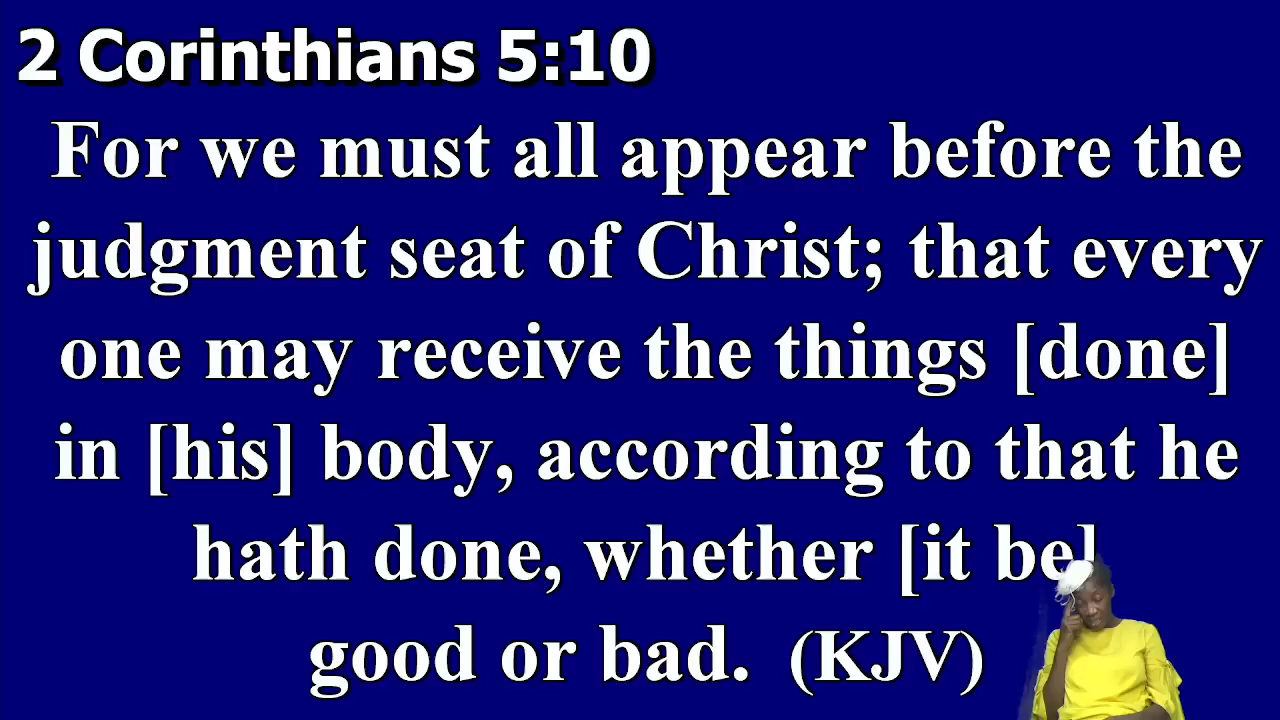 2 Corinthians 5:10
For we must all appear before the
judgment seat of Christ; that every
one may receive the things [done]
in [his] body, according to that he
hath done, whether [it be]
good or bad. (KJV)